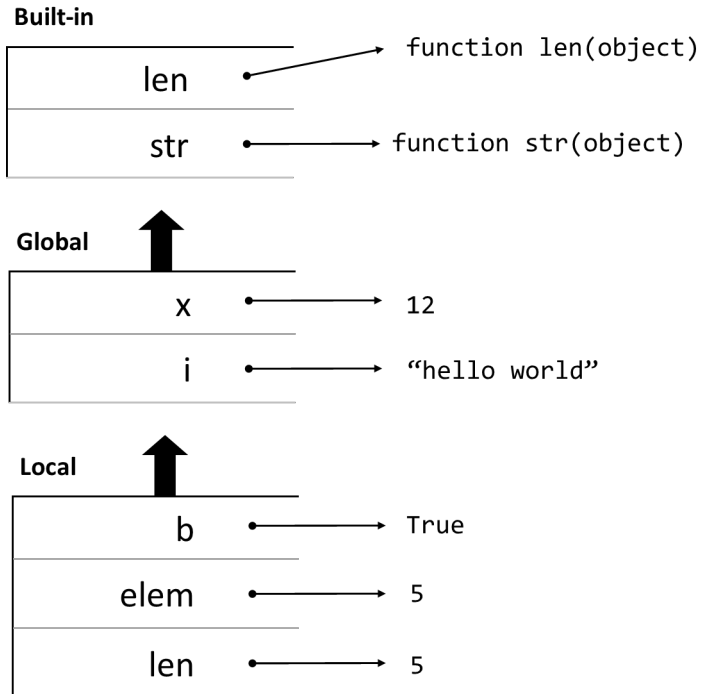 Built-in
len function len(object)
str function str(object)
Global
x 12
i “hello world”
Local
b True
elem 5
len 5